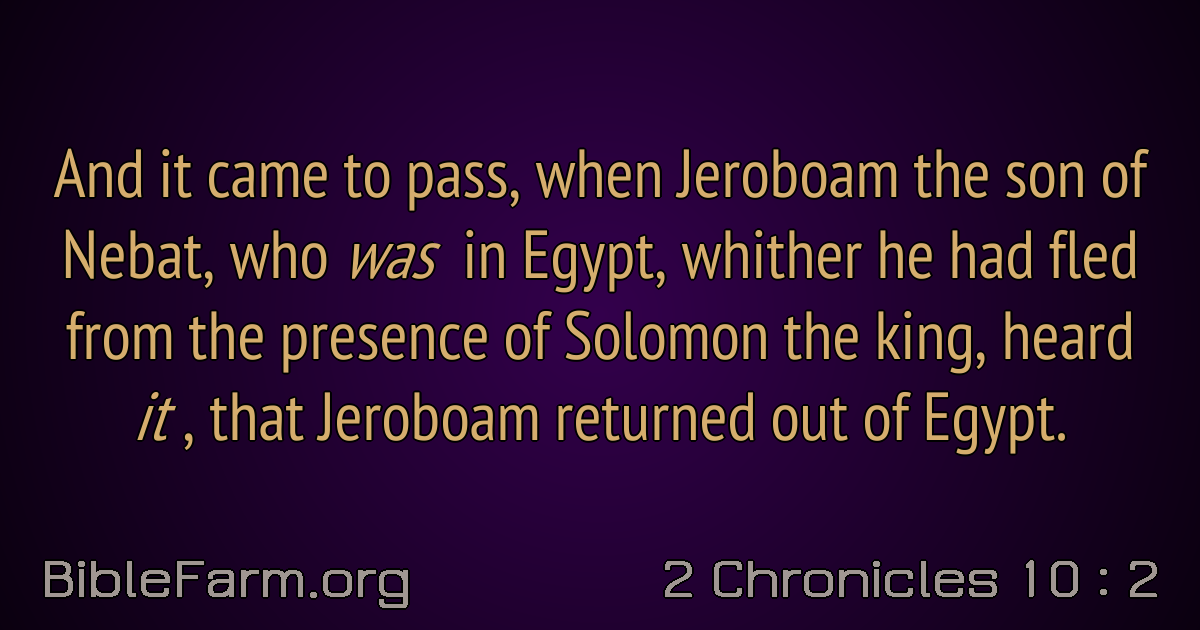 And it came to pass, when Jeroboam the son of
Nebat, who was in Egypt, whither he had fled
from the presence of Solomon the king, heard
it , that Jeroboam returned out of Egypt.
BibleFarm.org
2 Chronicles 10 : 2